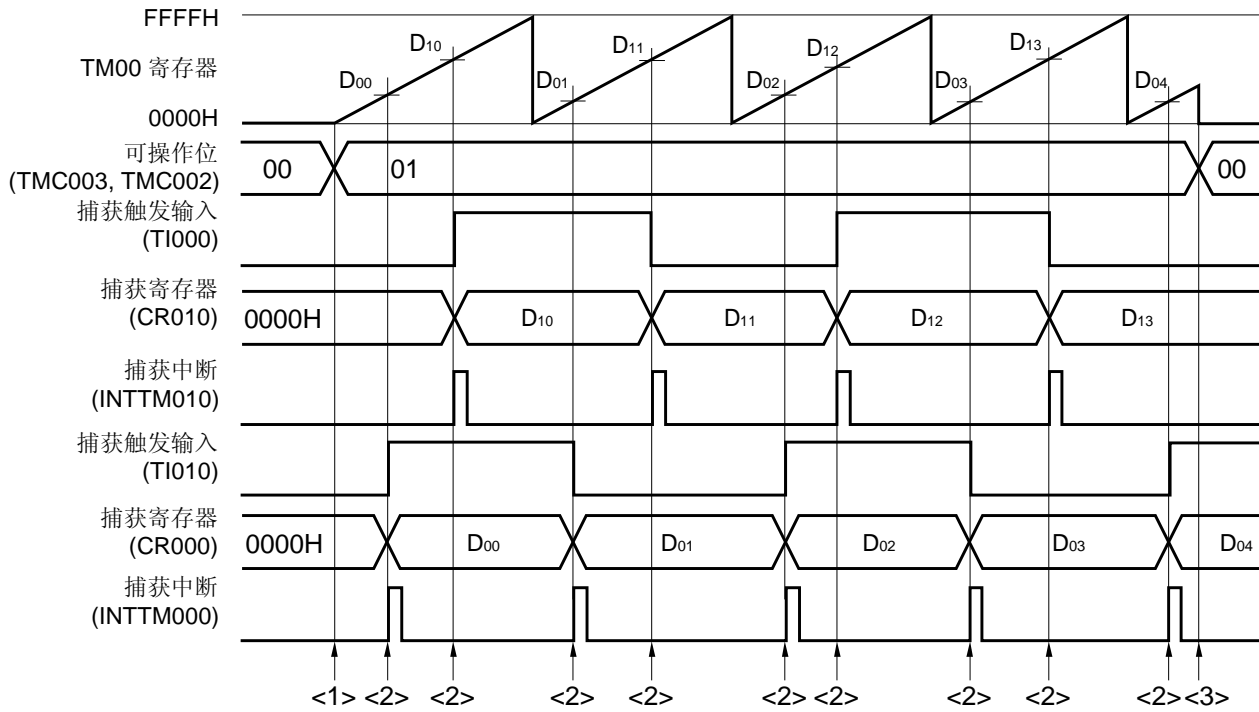 FFFFH
TM00 寄存器
0000H
D10
D00
D11
D01
D12
D02
D13
D03
D04
可操作位
(TMC003, TMC002)
00
01
00
捕获触发输入
(TI000)
捕获寄存器
(CR010)
0000H
D10
D11
D12
D13
捕获中断
(INTTM010)
捕获触发输入
(TI010)
捕获寄存器
(CR000)
0000H
D00
D01
D02
D03
D04
捕获中断
(INTTM000)
<1> <2> <2> <2> <2> <2> <2> <2> <2> <2> <3>